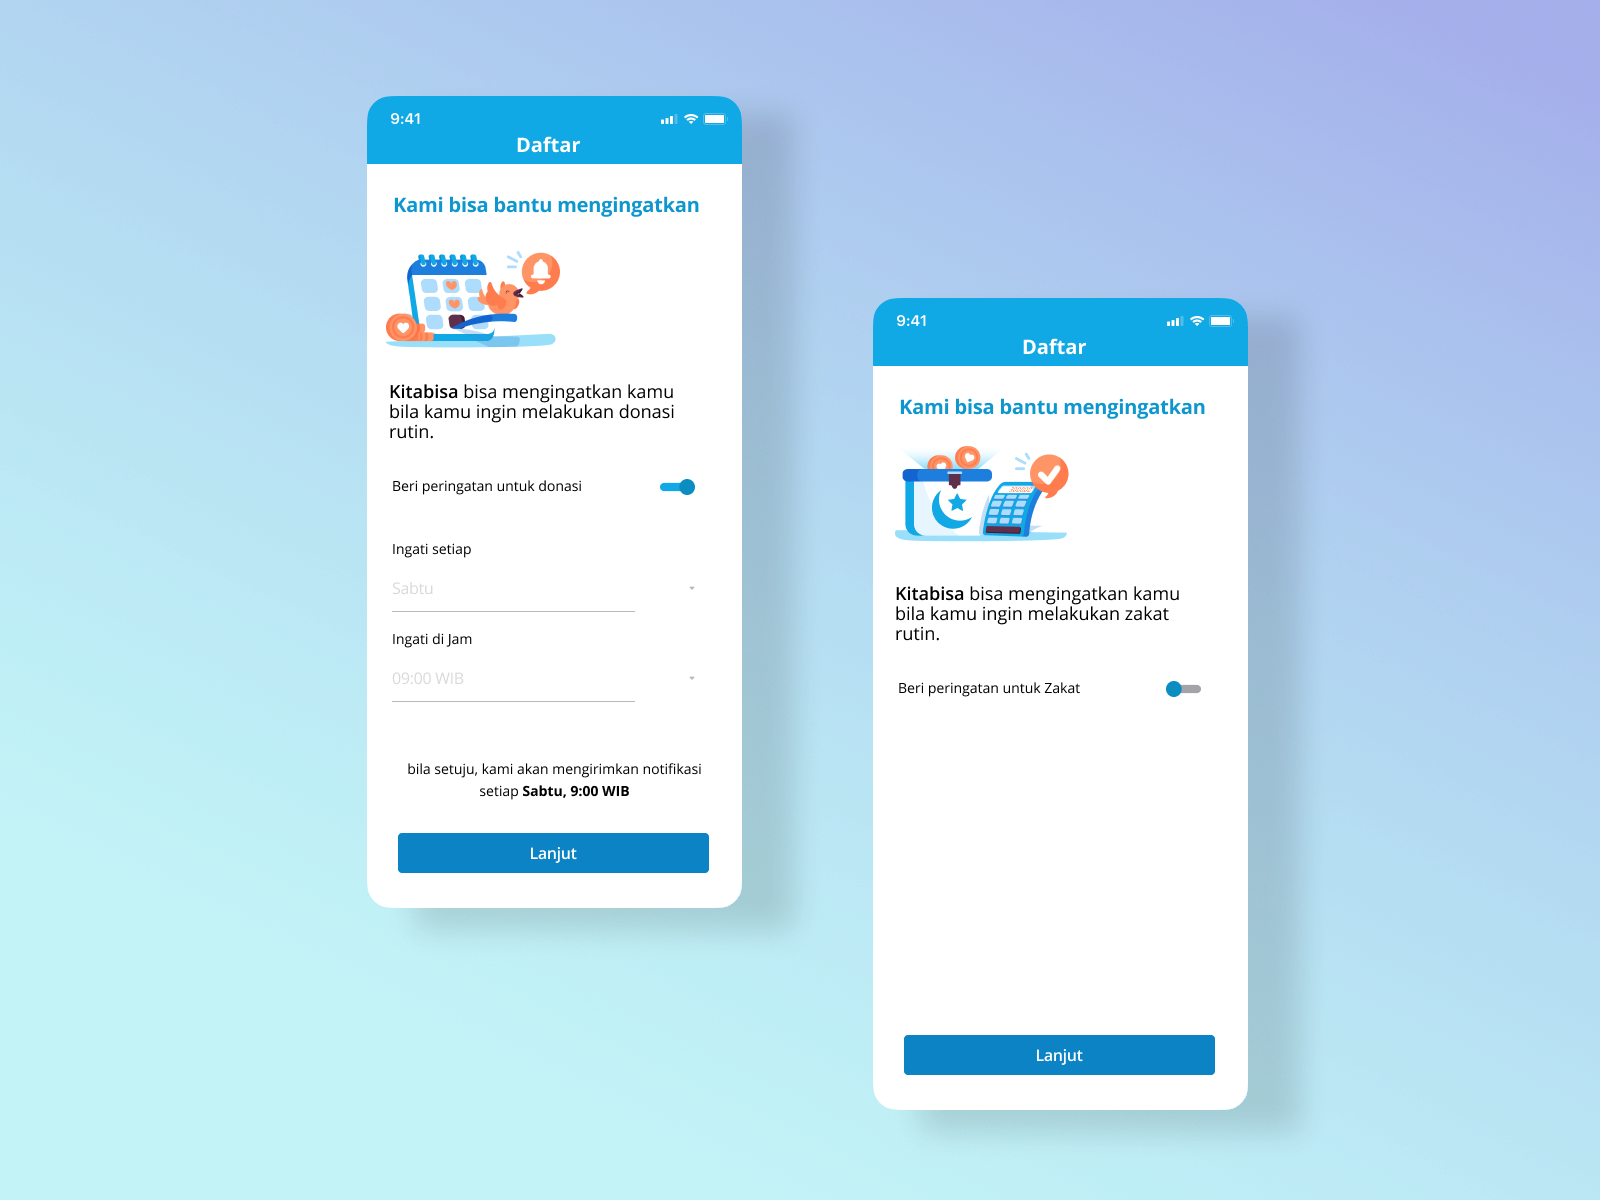 9:41
Daftar
Kami bisa bantu mengingatkan
Kitabisa bisa mengingatkan kamu
bila kamu ingin melakukan donasi
rutin.
Beri peringatan untuk donasi
Ingati setiap
Sabtu
Ingati di Jam
09:00 WIB
bila setuju, kami akan mengirimkan notifikasi
setiap Sabtu, 9:00 WIB
Lanjut
9:41
Daftar
Kami bisa bantu mengingatkan
Kitabisa bisa mengingatkan kamu
bila kamu ingin melakukan zakat
rutin.
Beri peringatan untuk Zakat
Lanjut